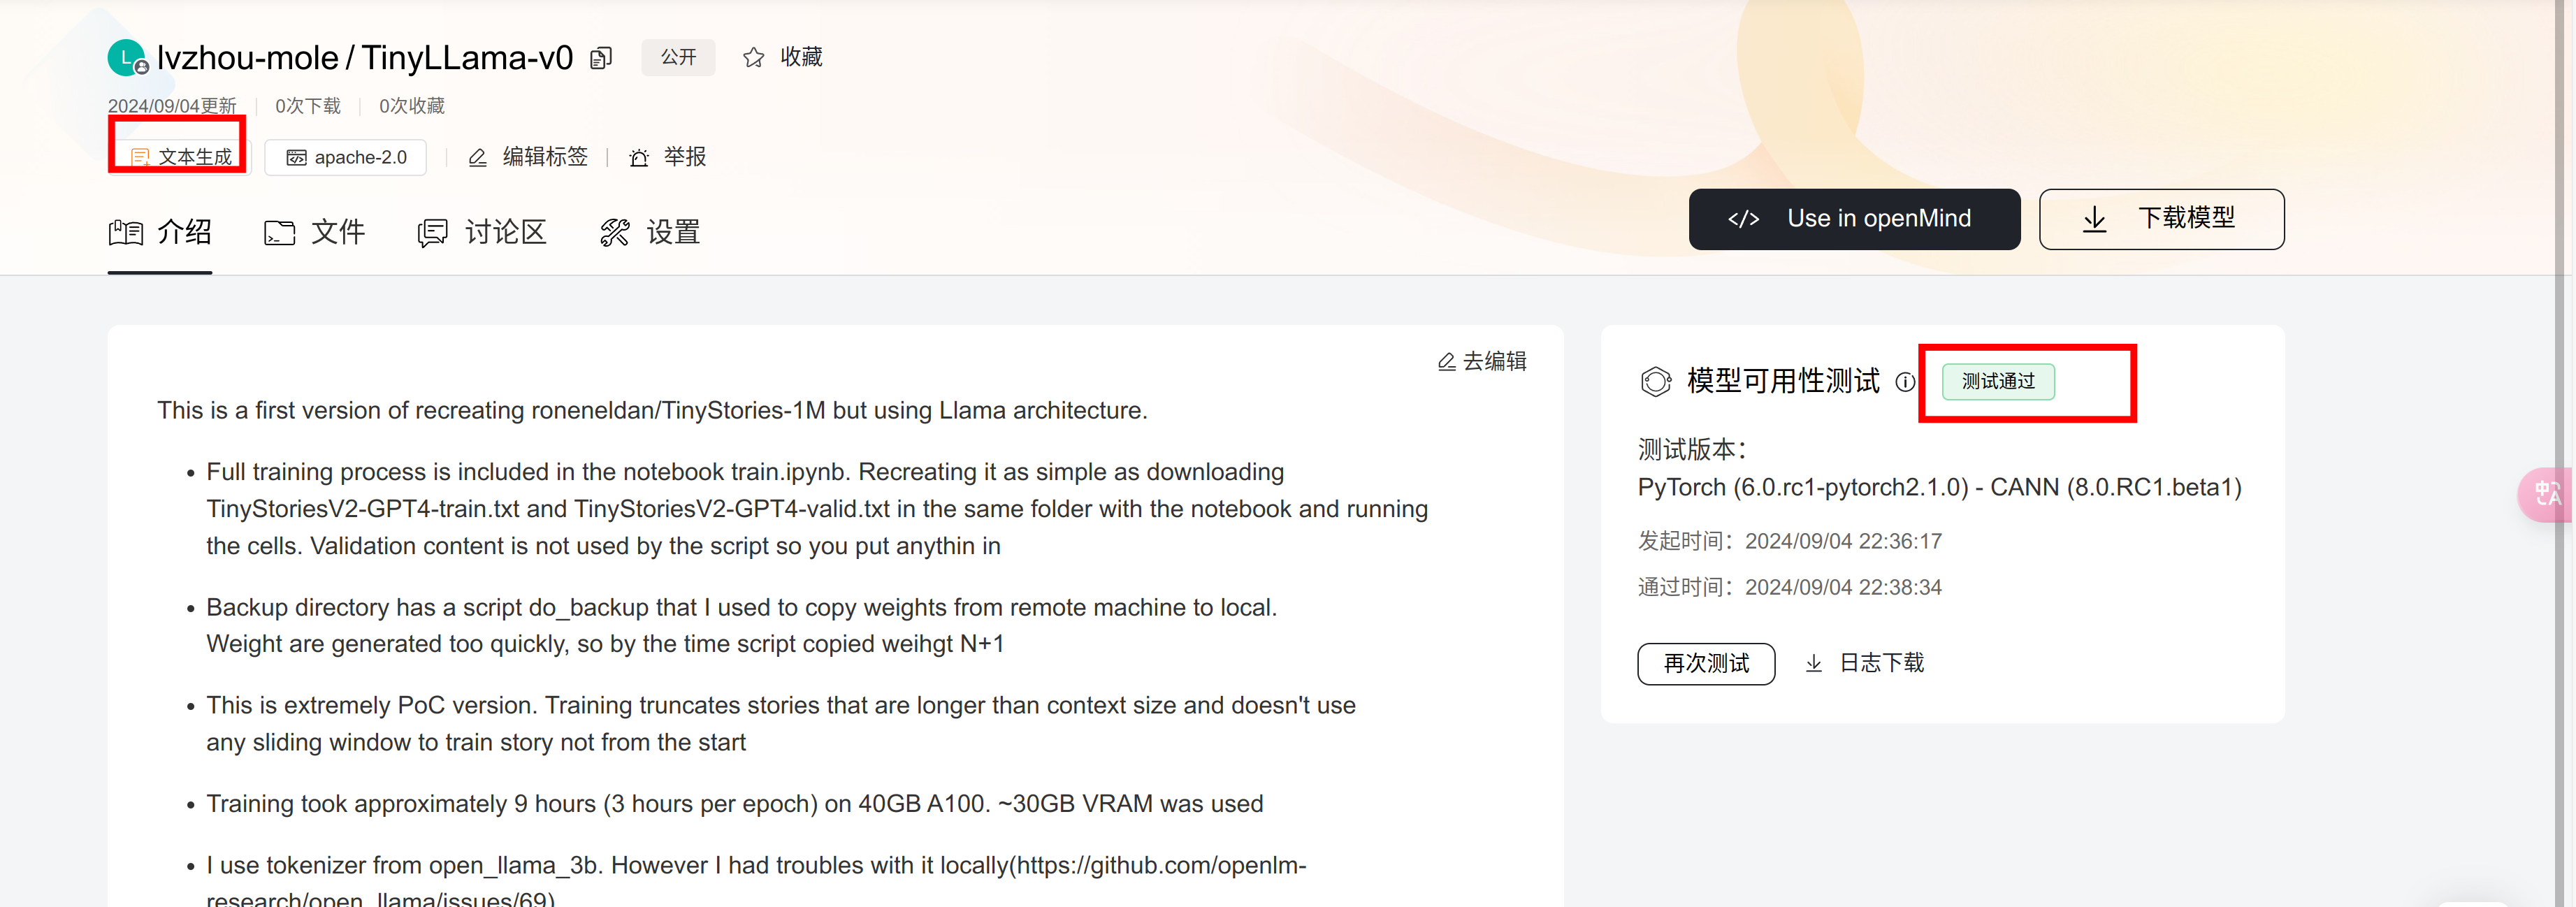 L lvzhou-mole / TinyLLama-v0 公开 收藏
2024/09/04更新 0次下载 0次收藏
文本生成 apache-2.0 编辑标签 举报
介绍 文件 讨论区 设置
</> Use in openMind 下载模型
去编辑
This is a first version of recreating roneneldan/TinyStories-1M but using Llama architecture.
• Full training process is included in the notebook train.ipynb. Recreating it as simple as downloading
TinyStoriesV2-GPT4-train.txt and TinyStoriesV2-GPT4-valid.txt in the same folder with the notebook and running
the cells. Validation content is not used by the script so you put anythin in
• Backup directory has a script do_backup that I used to copy weights from remote machine to local.
Weight are generated too quickly, so by the time script copied weihgt N+1
• This is extremely PoC version. Training truncates stories that are longer than context size and doesn't use
any sliding window to train story not from the start
• Training took approximately 9 hours (3 hours per epoch) on 40GB A100. ~30GB VRAM was used
• I use tokenizer from open_llama_3b. However I had troubles with it locally(https://github.com/openlm-
research/open_llama/issues/69)
模型可用性测试 测试通过
测试版本：
PyTorch (6.0.rc1-pytorch2.1.0) - CANN (8.0.RC1.beta1)
发起时间：2024/09/04 22:36:17
通过时间：2024/09/04 22:38:34
再次测试 日志下载
中A